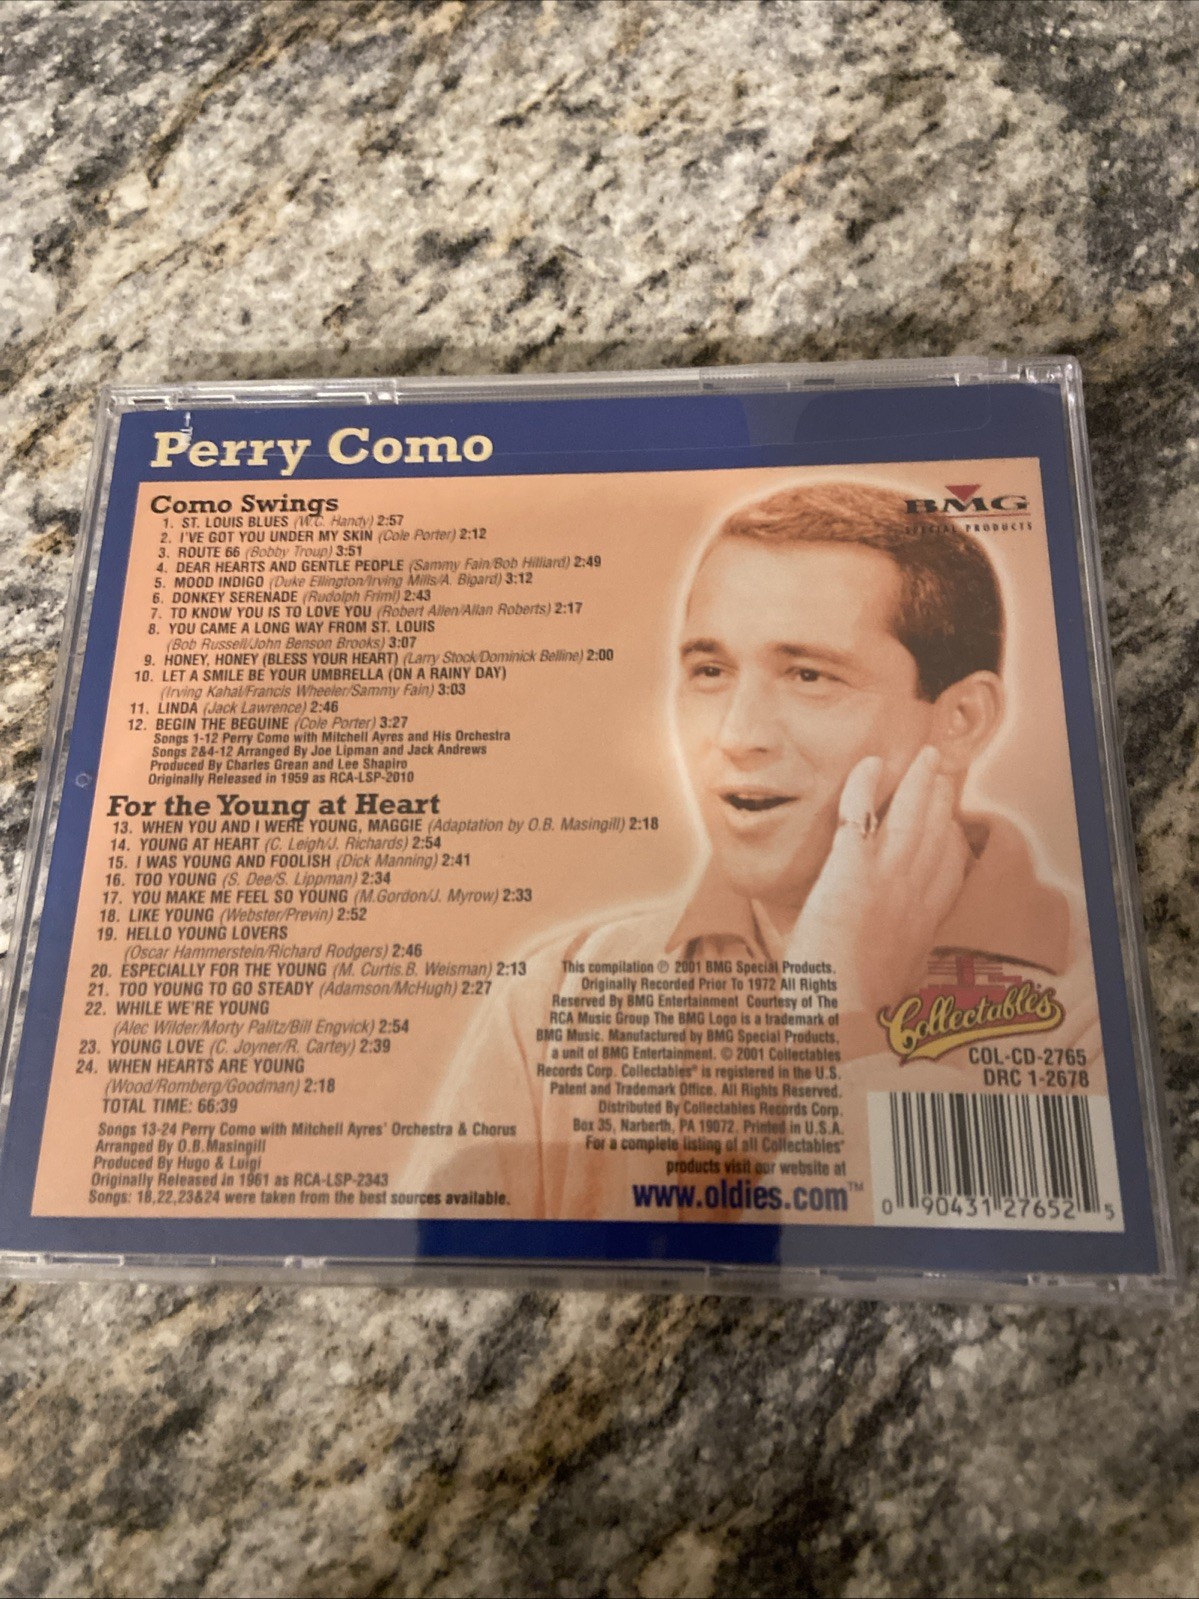 Perry Como
Como Swings
1. ST. LOUIS BLUES (W.C. Handy) 2:57
2. I'VE GOT YOU UNDER MY SKIN (Cole Porter) 2:12
3. ROUTE 66 (Bobby Troup) 3:51
4. DEAR HEARTS AND GENTLE PEOPLE (Sammy Fain/Bob Hilliard) 2:49
5. MOOD INDIGO (Duke Ellington/Irving Mills/A. Bigard) 3:12
6. DONKEY SERENADE (Rudolph Friml) 2:43
7. TO KNOW YOU IS TO LOVE YOU (Robert Allen/Allan Roberts) 2:17
8. YOU CAME A LONG WAY FROM ST. LOUIS
(Bob Russell/John Benson Brooks) 3:07
9. HONEY, HONEY (BLESS YOUR HEART) (Larry Stock/Dominick Belline) 2:00
10. LET A SMILE BE YOUR UMBRELLA (ON A RAINY DAY)
(Irving Kahal/Francis Wheeler/Sammy Fain) 3:03
11. LINDA (Jack Lawrence) 2:46
12. BEGIN THE BEGUINE (Cole Porter) 3:27
Songs 1-12 Perry Como with Mitchell Ayres and His Orchestra
Songs 2&4-12 Arranged By Joe Lipman and Jack Andrews
Produced By Charles Grean and Lee Shapiro
Originally Released in 1959 as RCA-LSP-2010
For the Young at Heart
13. WHEN YOU AND I WERE YOUNG, MAGGIE (Adaptation by O.B. Masingill) 2:18
14. YOUNG AT HEART (C. Leigh/J. Richards) 2:54
15. I WAS YOUNG AND FOOLISH (Dick Manning) 2:41
16. TOO YOUNG (S. Dee/S. Lippman) 2:34
17. YOU MAKE ME FEEL SO YOUNG (M.Gordon/J. Myrow) 2:33
18. LIKE YOUNG (Webster/Previn) 2:52
19. HELLO YOUNG LOVERS
(Oscar Hammerstein/Richard Rodgers) 2:46
20. ESPECIALLY FOR THE YOUNG (M. Curtis.B. Weisman) 2:13
21. TOO YOUNG TO GO STEADY (Adamson/McHugh) 2:27
22. WHILE WE'RE YOUNG
(Alec Wilder/Morty Palitz/Bill Engvick) 2:54
23. YOUNG LOVE (C. Joyner/R. Cartey) 2:39
24. WHEN HEARTS ARE YOUNG
(Wood/Romberg/Goodman) 2:18
TOTAL TIME: 66:39
Songs 13-24 Perry Como with Mitchell Ayres' Orchestra & Chorus
Arranged By O.B.Masingill
Produced By Hugo & Luigi
Originally Released in 1961 as RCA-LSP-2343
Songs: 18,22,23&24 were taken from the best sources available.
BMG
SPECIAL PRODUCTS
This compilation ℗ 2001 BMG Special Products.
Originally Recorded Prior To 1972 All Rights
Reserved By BMG Entertainment Courtesy of The
RCA Music Group The BMG Logo is a trademark of
BMG Music. Manufactured by BMG Special Products,
a unit of BMG Entertainment. © 2001 Collectables
Records Corp. Collectables® is registered in the U.S.
Patent and Trademark Office. All Rights Reserved.
Distributed By Collectables Records Corp.
Box 35, Narberth, PA 19072. Printed in U.S.A.
For a complete listing of all Collectables®
products visit our website at
www.oldies.com™
Collectables
COL-CD-2765
DRC 1-2678
0 90431 27652 5